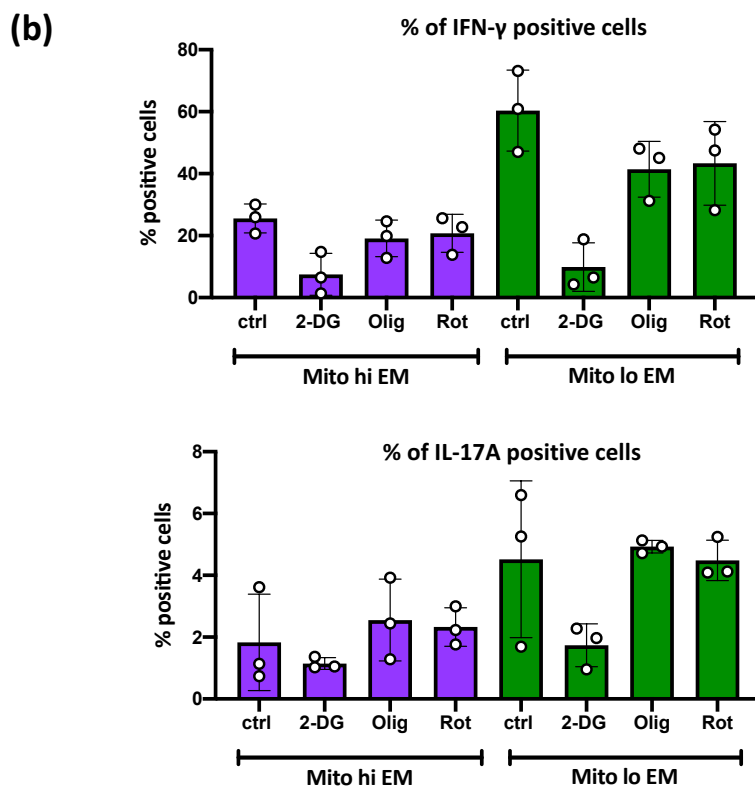 (b)
% of IFN-γ positive cells
% positive cells
80
60
40
20
0
ctrl 2-DG Olig Rot ctrl 2-DG Olig Rot
Mito hi EM Mito lo EM
% of IL-17A positive cells
% positive cells
8
6
4
2
0
ctrl 2-DG Olig Rot ctrl 2-DG Olig Rot
Mito hi EM Mito lo EM